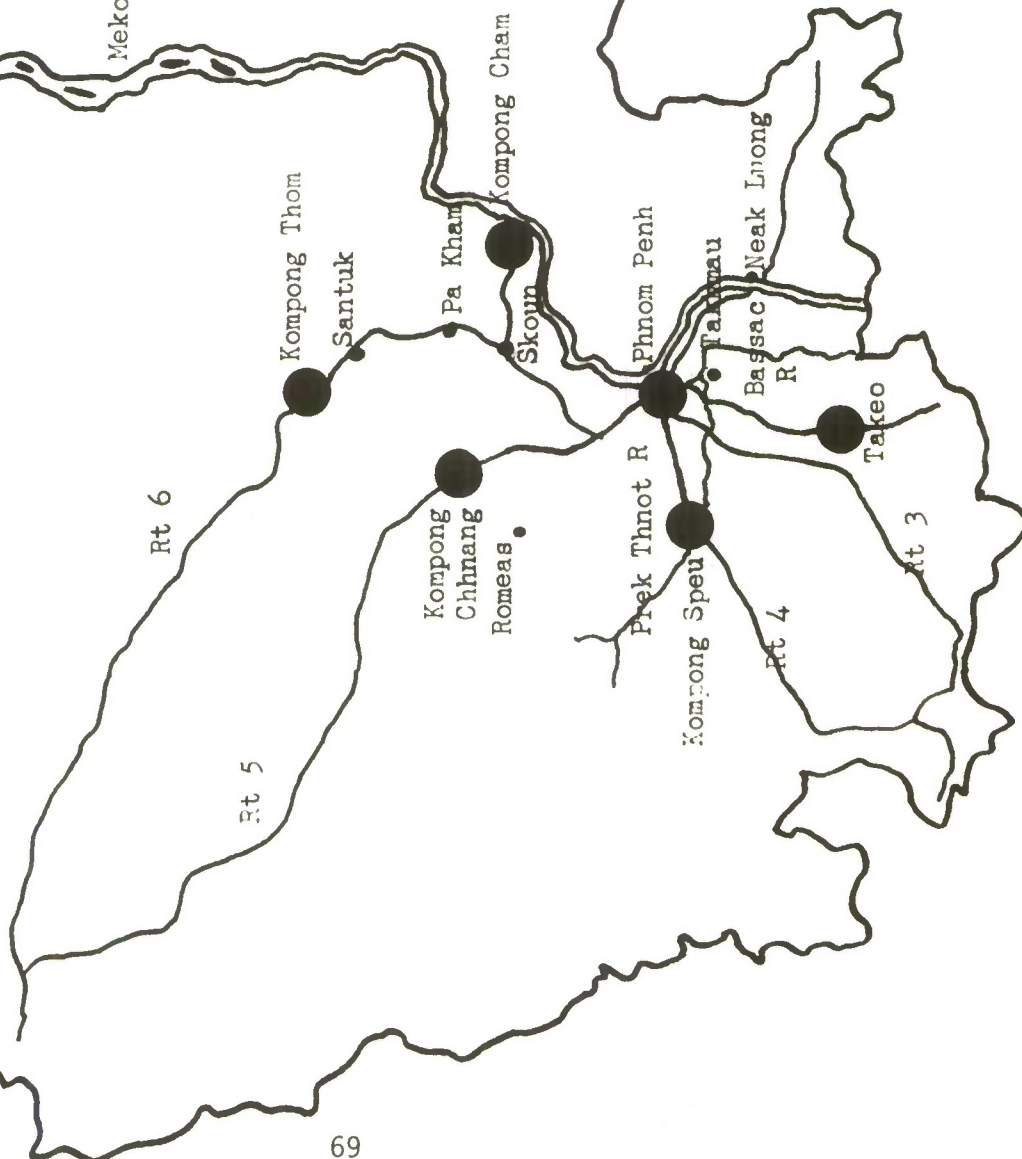 Meko
Kompong Cham
Kompong Thom
Santuk
Pa Kham
Skoun
Neak Luong
Phnom Penh
Takhmau
Bassac
R
Takeo
Rt 6
Kompong
Chhnang
Romeas
Prek Thnot R
Kompong Speu
Rt 3
Rt 4
Rt 5
69